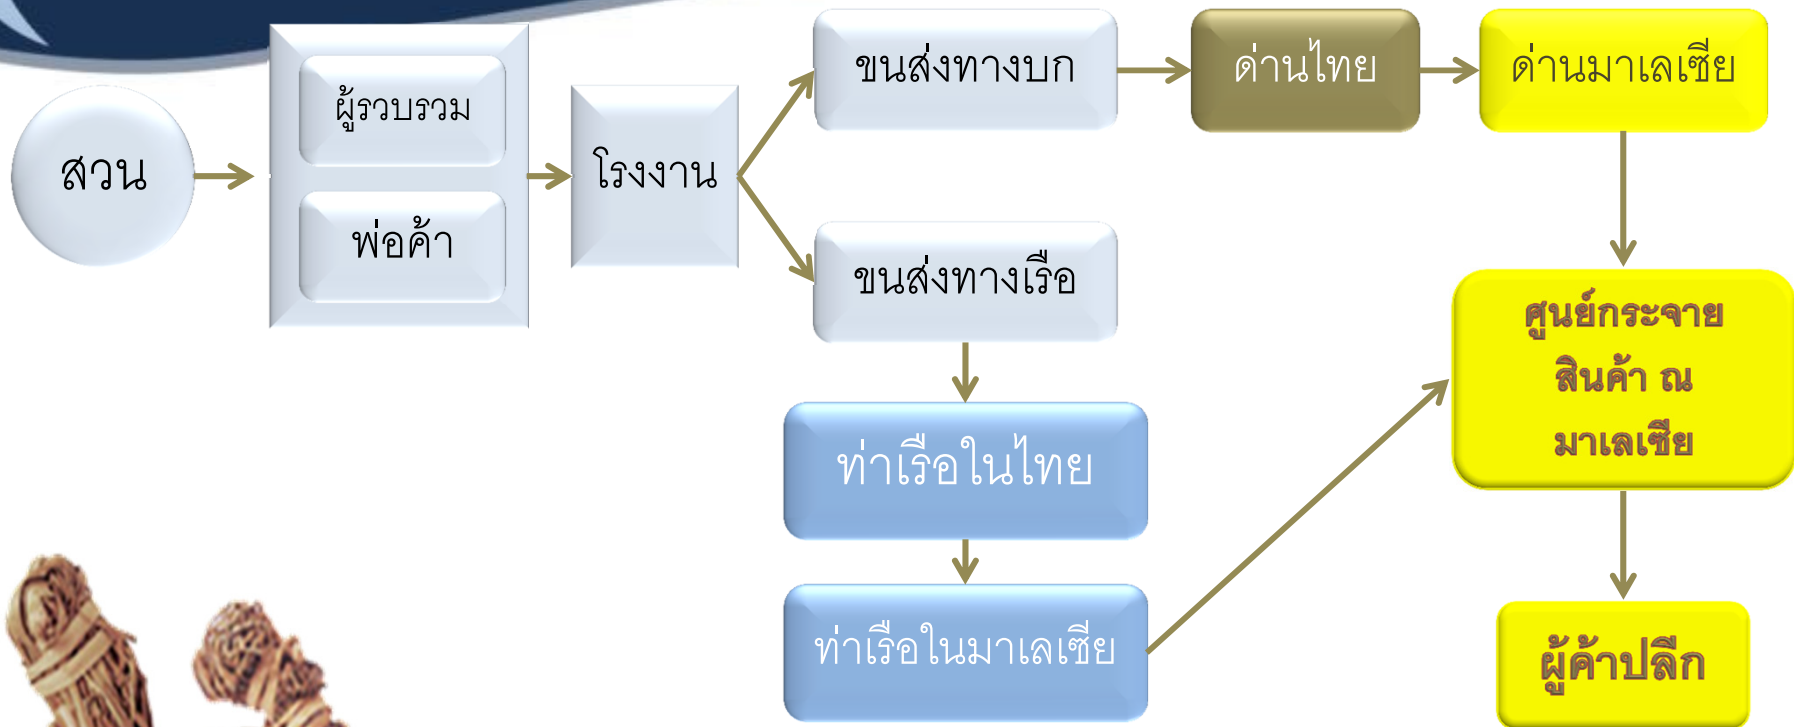 สวน
ผู้รวบรวม
พ่อค้า
โรงงาน
ขนส่งทางบก
ด่านไทย
ด่านมาเลเซีย
ขนส่งทางเรือ
ท่าเรือในไทย
ท่าเรือในมาเลเซีย
ศูนย์กระจาย
สินค้า ณ
มาเลเซีย
ผู้ค้าปลีก